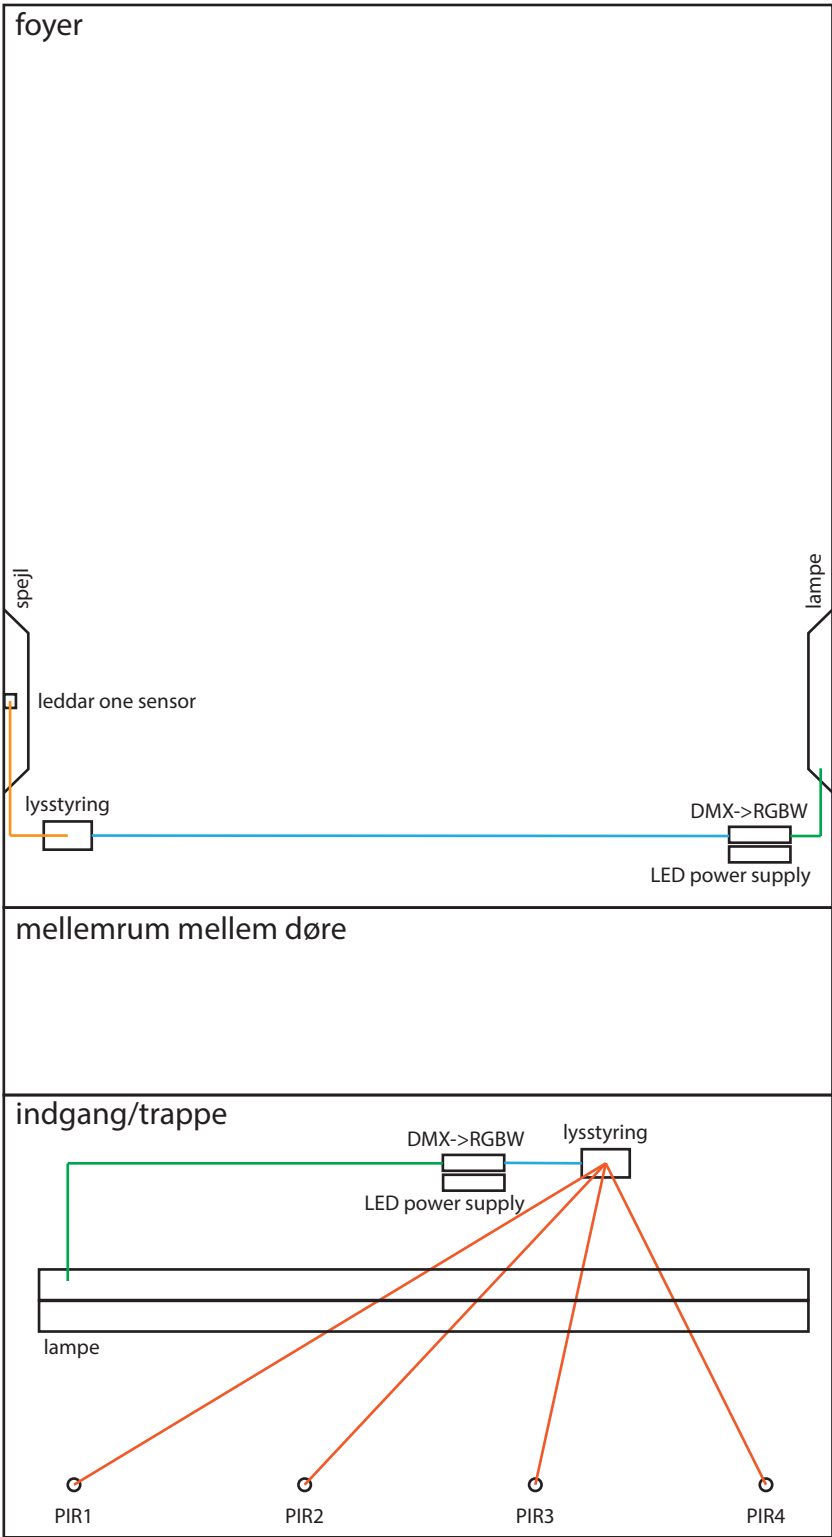 foyer
spejl
lampe
leddar one sensor
lysstyring
DMX->RGBW
LED power supply
mellemrum mellem døre
indgang/trappe
DMX->RGBW
lysstyring
LED power supply
lampe
PIR1
PIR2
PIR3
PIR4